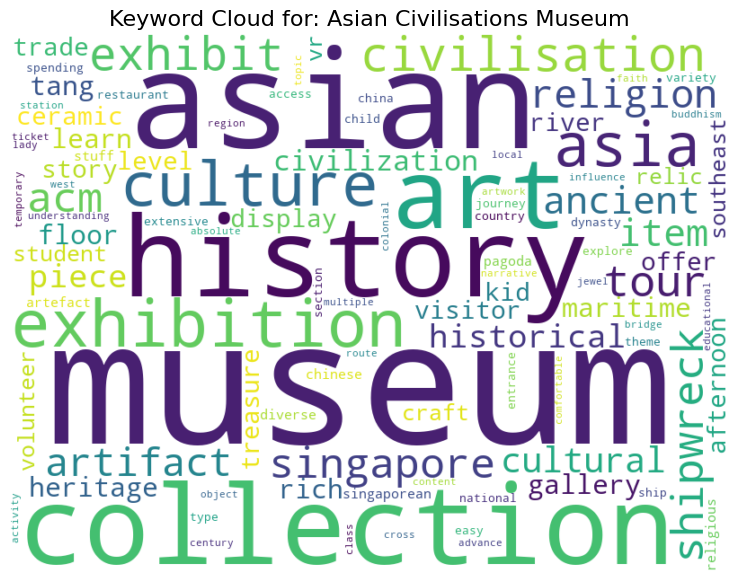 Keyword Cloud for: Asian Civilisations Museum
trade
exhibit
vr
topic
civilisation
spending
asian
faith
variety
tang
restaurant
access
china
religion
buddhism
station
ceramic
region
child
river
asia
southeast
ticket
lady
learn
stuff
level
story
civilization
local
relic
temporary
west
culture
art
artwork
influence
ancient
acm
understanding
extensive
display
journey
country
dynasty
floor
absolute
colonial
history
item
student
pagoda
explore
offer
piece
section
narrative
kid
jewel
tour
artefact
multiple
visitor
maritime
educational
exhibition
historical
bridge
theme
volunteer
treasure
route
museum
entrance
comfortable
shipwreck
afternoon
chinese
diverse
craft
artifact
singapore
cultural
heritage
object
rich
singaporean
content
national
gallery
ship
activity
collection
type
class
cross
easy
religious
century
advance